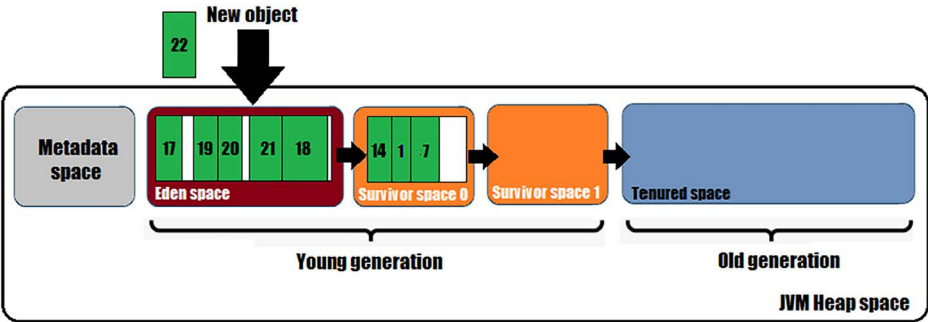 New object
22
Metadata
space
17 19 20 21 18
Eden space
14 1 7
Survivor space 0
Survivor space 1
Tenured space
Young generation
Old generation
JVM Heap space